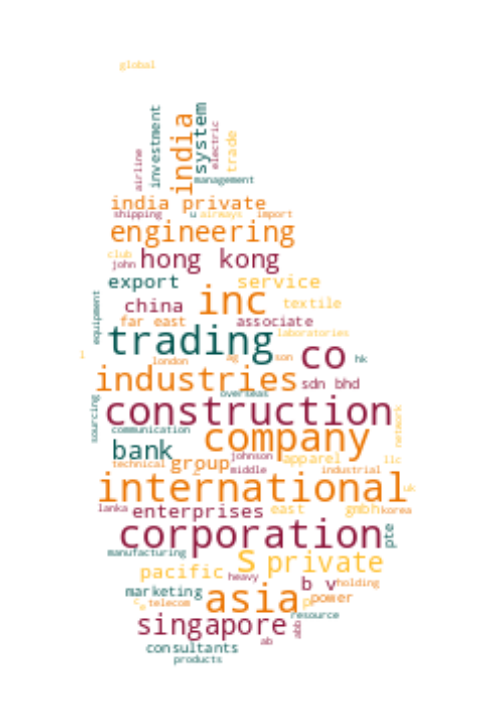 global
investment
india
system
electric
trade
airline
management
india private
shipping u airways import
engineering
club
john hong kong
export service
china inc textile
equipment
far east associate
trading laboratories
l london ag son co hk
industries sdn bhd
overseas
sourcing construction network
communication company
bank johnson apparel llc
technical group middle industrial
international uk
lanka enterprises east gmbh korea
corporation pte
manufacturing s private
pacific heavy b v holding
marketing asia power
telecom resource
singapore abb
consultants ab
products